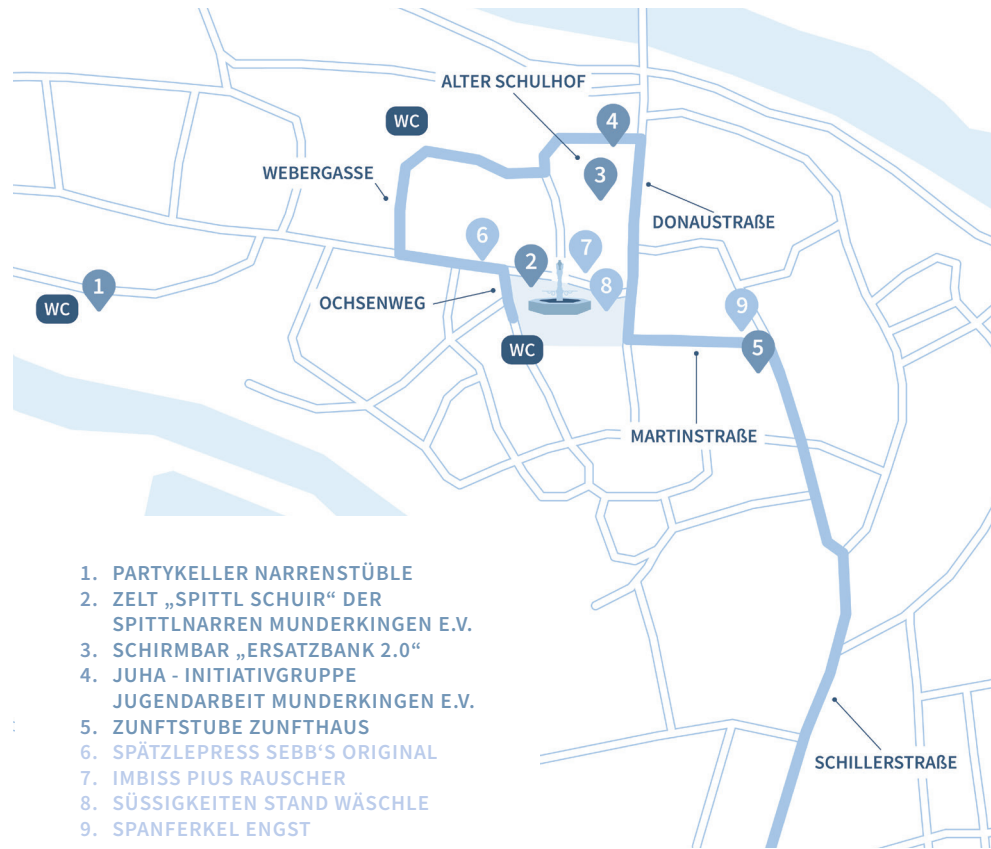 ALTER SCHULHOF
WC
4
WEBERGASSE
3
DONAUSTRAßE
6
7
2
1
8
WC
OCHSENWEG
9
WC
5
MARTINSTRAßE
1. PARTYKELLER NARRENSTÜBLE
2. ZELT „SPITTL SCHUIR“ DER
SPITTLNARREN MUNDERKINGEN E.V.
3. SCHIRMBAR „ERSATZBANK 2.0“
4. JUHA - INITIATIVGRUPPE
JUGENDARBEIT MUNDERKINGEN E.V.
5. ZUNFTSTUBE ZUNFTHAUS
6. SPÄTZLEPRESS SEBB'S ORIGINAL
7. IMBISS PIUS RAUSCHER
8. SÜSSIGKEITEN STAND WÄSCHLE
9. SPANFERKEL ENGST
SCHILLERSTRAßE